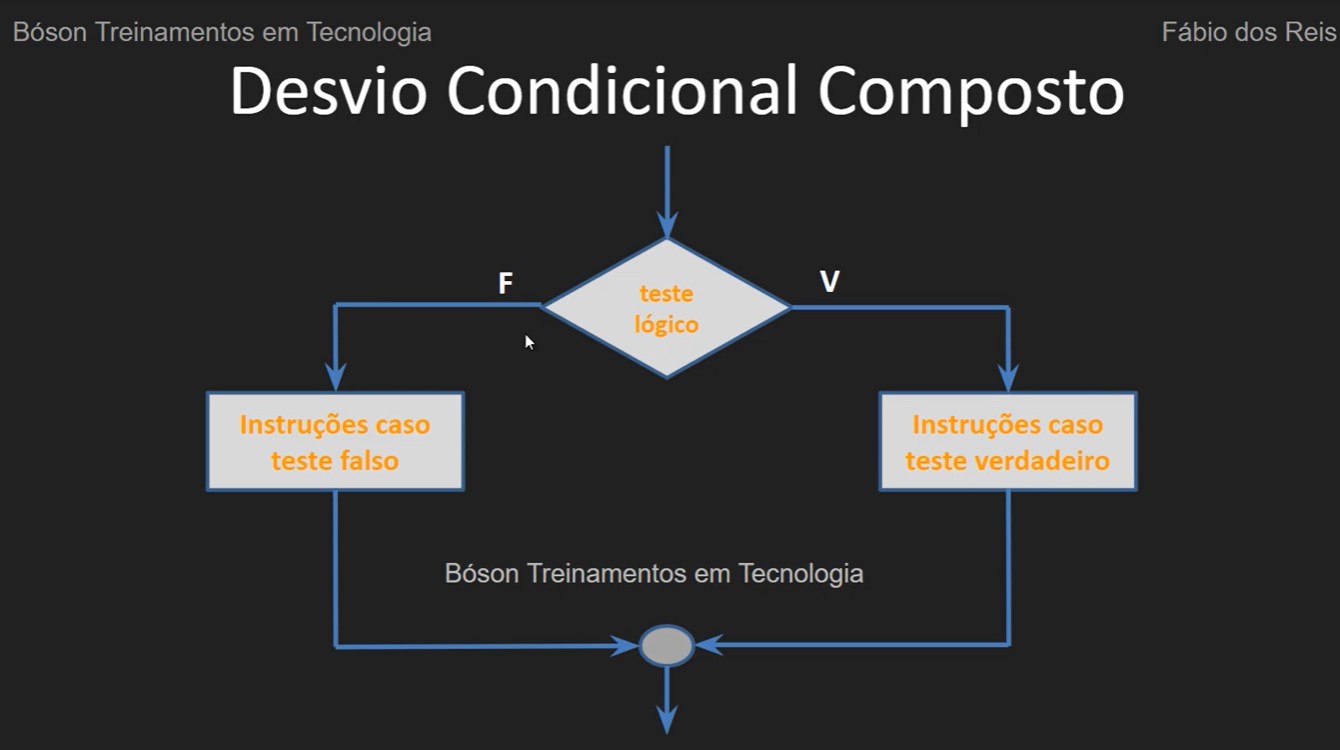 Bóson Treinamentos em Tecnologia
Fábio dos Reis
Desvio Condicional Composto
F
V
teste
lógico
Instruções caso
teste falso
Instruções caso
teste verdadeiro
Bóson Treinamentos em Tecnologia